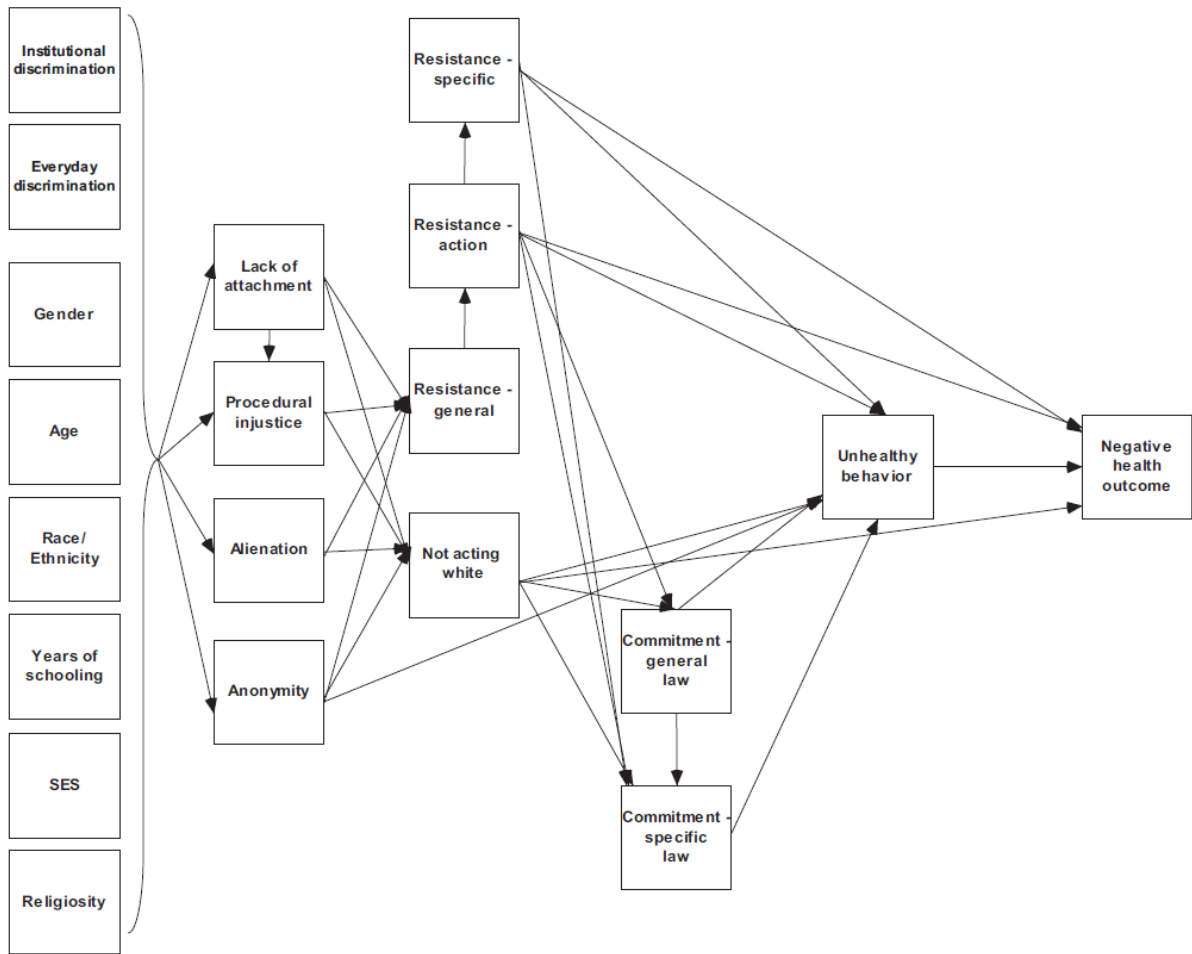 Institutional
discrimination
Everyday
discrimination
Gender
Age
Race/
Ethnicity
Years of
schooling
SES
Religiosity
Lack of
attachment
Procedural
injustice
Alienation
Anonymity
Resistance -
specific
Resistance -
action
Resistance -
general
Not acting
white
Commitment -
general
law
Commitment -
specific
law
Unhealthy
behavior
Negative
health
outcome